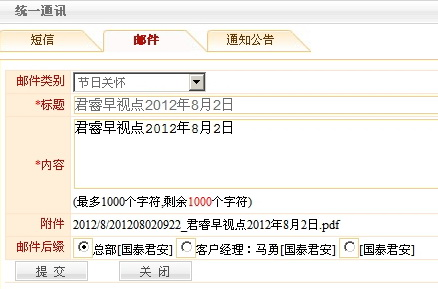 统一通讯
短信 邮件 通知公告
邮件类别 节日关怀
*标题 君睿早视点2012年8月2日
君睿早视点2012年8月2日
*内容
(最多1000个字符,剩余1000个字符)
附件 2012/8/201208020922_君睿早视点2012年8月2日.pdf
邮件后缀 总部[国泰君安] 客户经理：马勇[国泰君安] [国泰君安]
提 交 关 闭